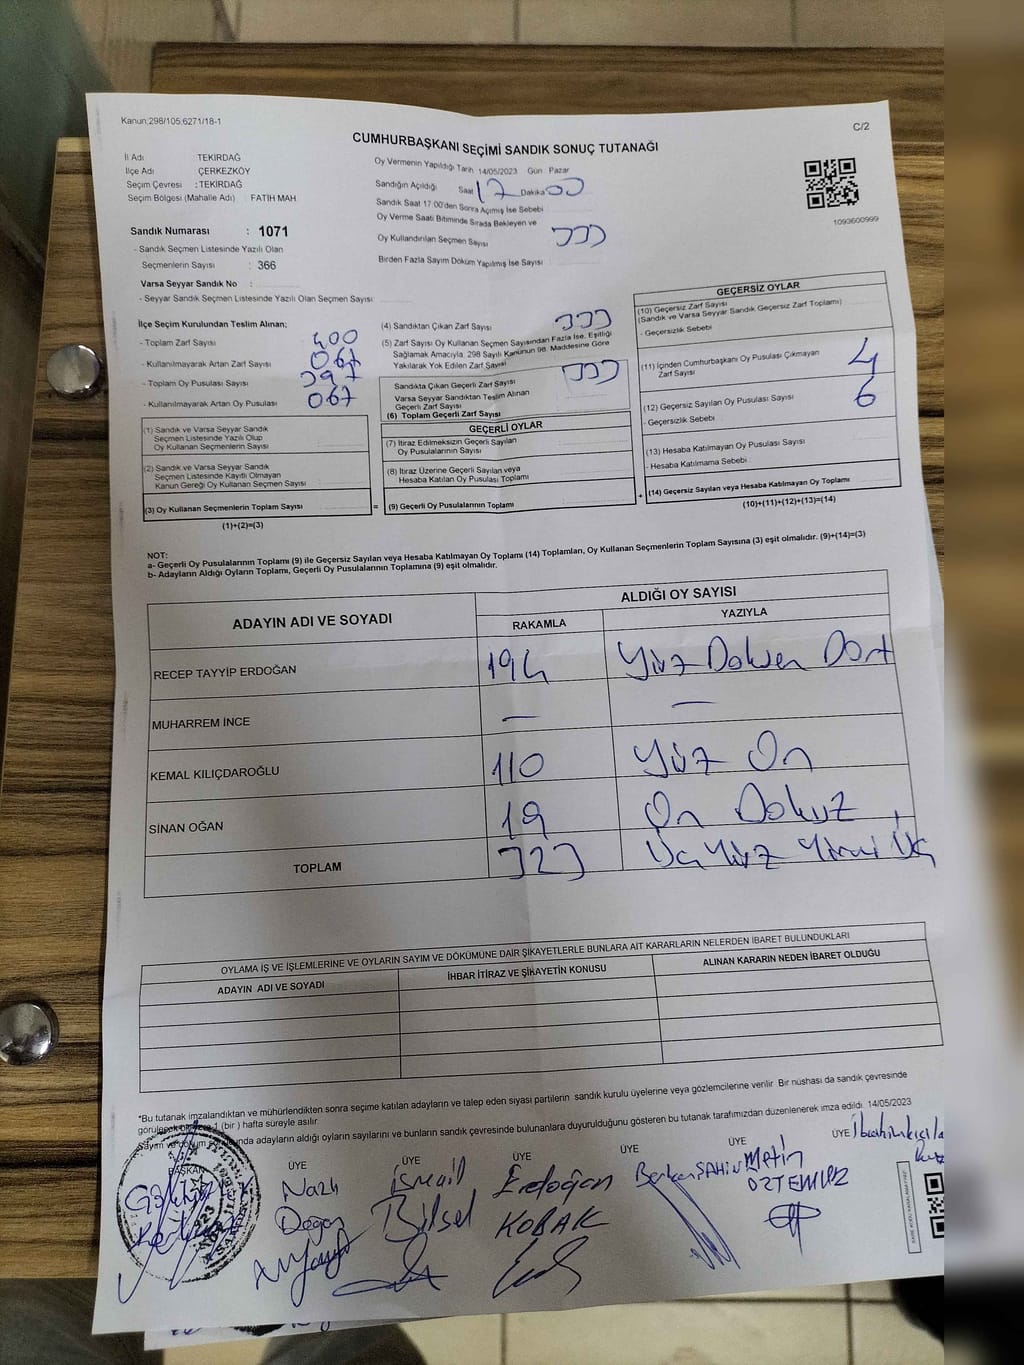 Kanun;298/105,6271/18-1
C/2
CUMHURBAŞKANI SEÇİMİ SANDIK SONUÇ TUTANAĞI
İl Adı TEKİRDAĞ
İlçe Adı ÇERKEZKÖY
Seçim Çevresi :TEKİRDAĞ
Seçim Bölgesi (Mahalle Adı) : FATİH MAH.
Oy Vermenin Yapıldığı Tarih 14/05/2023 Gün : Pazar
Sandığın Açıldığı Saat 17 Dakika 00
Sandık Saat 17.00'den Sonra Açılmış İse Sebebi
Oy Verme Saati Bitiminde Sırada Bekleyen ve
Oy Kullandırılan Seçmen Sayısı 333
Birden Fazla Sayım Döküm Yapılmış İse Sayısı
1093600999
Sandık Numarası : 1071
- Sandık Seçmen Listesinde Yazılı Olan
Seçmenlerin Sayısı : 366
Varsa Seyyar Sandık No :
- Seyyar Sandık Seçmen Listesinde Yazılı Olan Seçmen Sayısı:
İlçe Seçim Kurulundan Teslim Alınan;
- Toplam Zarf Sayısı : 400
- Kullanılmayarak Artan Zarf Sayısı : 067
- Toplam Oy Pusulası Sayısı : 397
- Kullanılmayarak Artan Oy Pusulası : 067
(1) Sandık ve Varsa Seyyar Sandık
Seçmen Listesinde Yazılı Olup
Oy Kullanan Seçmenlerin Sayısı
(2) Sandık ve Varsa Seyyar Sandık
Seçmen Listesinde Kayıtlı Olmayan
Kanun Gereği Oy Kullanan Seçmen Sayısı
(3) Oy Kullanan Seçmenlerin Toplam Sayısı
(1)+(2)=(3)
(4) Sandıktan Çıkan Zarf Sayısı 333
(5) Zarf Sayısı Oy Kullanan Seçmen Sayısından Fazla İse, Eşitliği
Sağlamak Amacıyla, 298 Sayılı Kanunun 98. Maddesine Göre
Yakılarak Yok Edilen Zarf Sayısı
Sandıkta Çıkan Geçerli Zarf Sayısı 333
Varsa Seyyar Sandıktan Teslim Alınan
Geçerli Zarf Sayısı
(6) Toplam Geçerli Zarf Sayısı
GEÇERLİ OYLAR
(7) İtiraz Edilmeksizin Geçerli Sayılan
Oy Pusulalarının Sayısı
(8) İtiraz Üzerine Geçerli Sayılan veya
Hesaba Katılan Oy Pusulası Toplamı
=
(9) Geçerli Oy Pusulalarının Toplamı
+
GEÇERSİZ OYLAR
(10) Geçersiz Zarf Sayısı
(Sandık ve Varsa Seyyar Sandık Geçersiz Zarf Toplamı)
- Geçersizlik Sebebi
(11) İçinden Cumhurbaşkanı Oy Pusulası Çıkmayan
Zarf Sayısı 4
(12) Geçersiz Sayılan Oy Pusulası Sayısı 6
- Geçersizlik Sebebi
(13) Hesaba Katılmayan Oy Pusulası Sayısı
- Hesaba Katılmama Sebebi
(14) Geçersiz Sayılan veya Hesaba Katılmayan Oy Toplamı
(10)+(11)+(12)+(13)=(14)
NOT:
a- Geçerli Oy Pusulalarının Toplamı (9) ile Geçersiz Sayılan veya Hesaba Katılmayan Oy Toplamı (14) Toplamları, Oy Kullanan Seçmenlerin Toplam Sayısına (3) eşit olmalıdır. (9)+(14)=(3)
b- Adayların Aldığı Oyların Toplamı, Geçerli Oy Pusulalarının Toplamına (9) eşit olmalıdır.
ADAYIN ADI VE SOYADI
ALDIĞI OY SAYISI
RAKAMLA YAZIYLA
RECEP TAYYİP ERDOĞAN 194 Yüz Doksan Dört
MUHARREM İNCE — —
KEMAL KILIÇDAROĞLU 110 Yüz On
SİNAN OĞAN 19 On Dokuz
TOPLAM 323 Üç Yüz Yirmi Üç
OYLAMA İŞ VE İŞLEMLERİNE VE OYLARIN SAYIM VE DÖKÜMÜNE DAİR ŞİKAYETLERLE BUNLARA AİT KARARLARIN NELERDEN İBARET BULUNDUKLARI
ADAYIN ADI VE SOYADI İHBAR İTİRAZ VE ŞİKAYETİN KONUSU ALINAN KARARIN NEDEN İBARET OLDUĞU
*Bu tutanak imzalandıktan ve mühürlendikten sonra seçime katılan adayların ve talep eden siyasi partilerin sandık kurulu üyelerine veya gözlemcilerine verilir Bir nüshası da sandık çevresinde
1 (bir ) hafta süreyle asılır.
adayların aldığı oyların sayılarını ve bunların sandık çevresinde bulunanlara duyurulduğunu gösteren bu tutanak tarafımızdan düzenlenerek imza edildi. 14/05/2023
BAŞKAN ÜYE ÜYE ÜYE ÜYE ÜYE ÜYE
Nazlı Doğan
İsmail Bilsel
Erdoğan KOBAK
Berkan ŞAHİN
Metin ÖZTEMUR
İbrahim